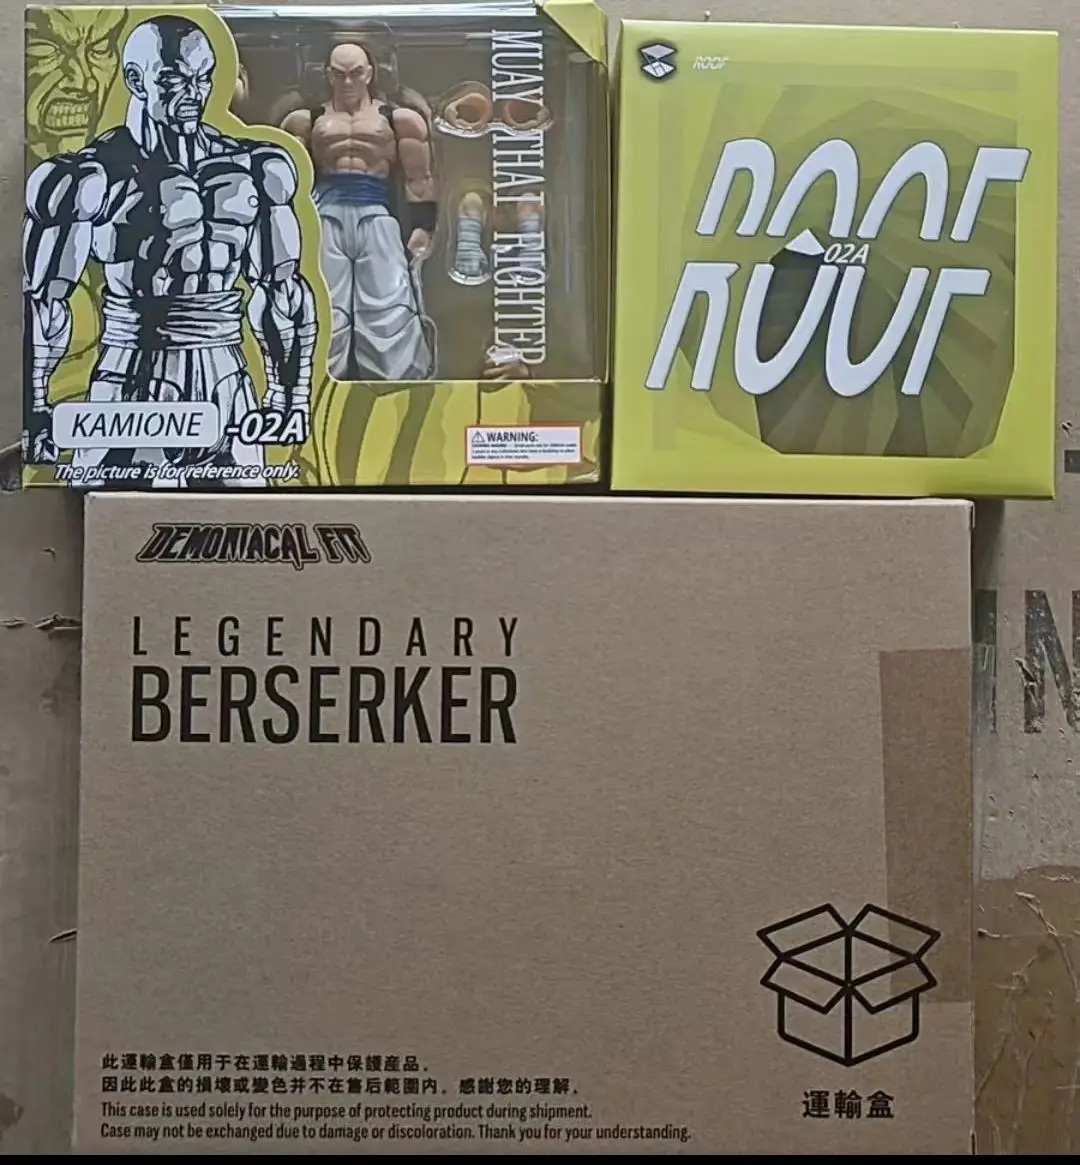 MUAY THAI FIGHTER
KAMIONE
-02A
The picture is for reference only.
WARNING:
ROOF
ROOF
02A
ROOF
DEMONIACAL FIT
LEGENDARY
BERSERKER
此運輸盒僅用于在運輸過程中保護産品。
因此此盒的損壞或變色并不在售后範圍内。感謝您的理解。
This case is used solely for the purpose of protecting product during shipment.
Case may not be exchanged due to damage or discoloration. Thank you for your understanding.
運輸盒
IN